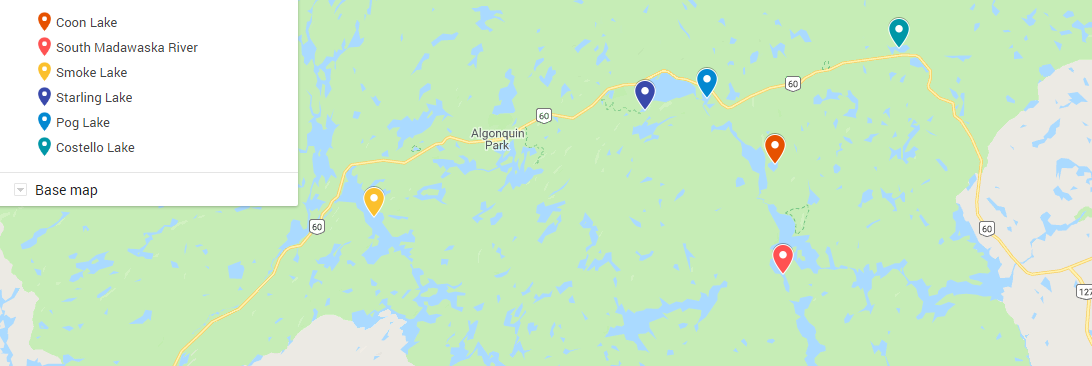 Coon Lake
South Madawaska River
Smoke Lake
Starling Lake
Pog Lake
Costello Lake
Base map
60
60
Algonquin
Park
60
60
127